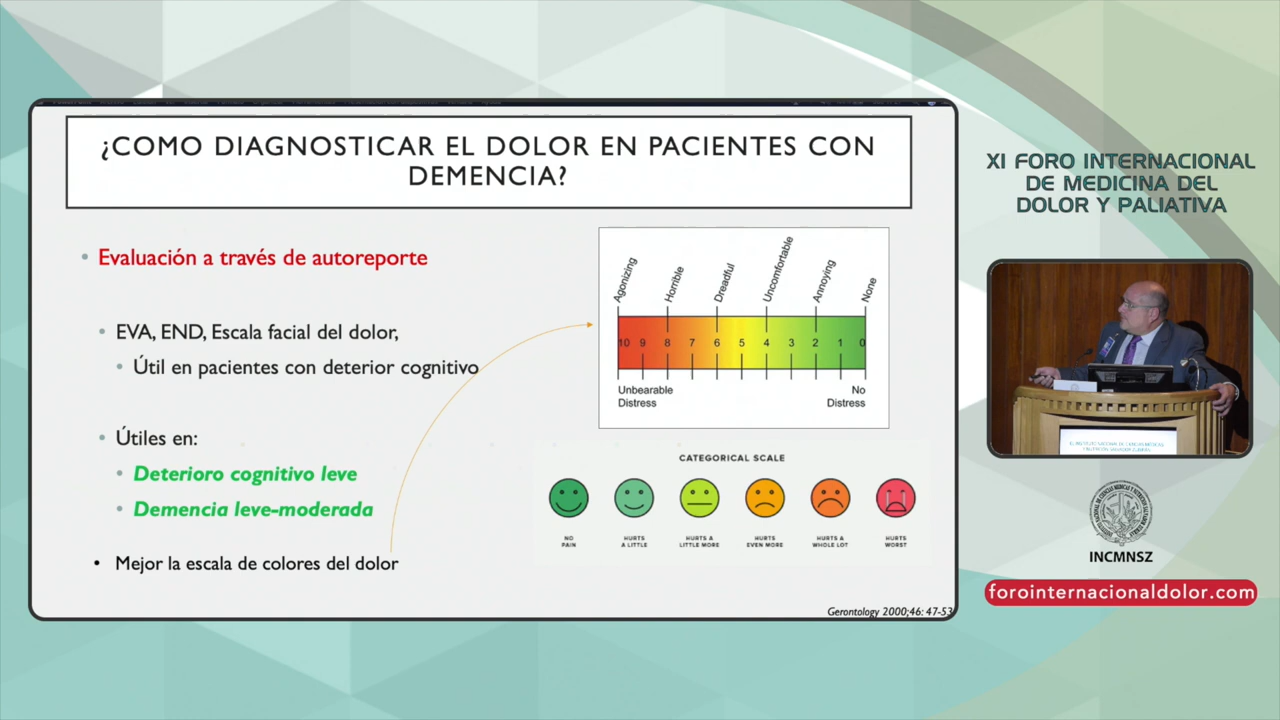 ¿COMO DIAGNOSTICAR EL DOLOR EN PACIENTES CON
DEMENCIA?
Evaluación a través de autoreporte
EVA, END, Escala facial del dolor,
Útil en pacientes con deterior cognitivo
Útiles en:
Deterioro cognitivo leve
Demencia leve-moderada
Mejor la escala de colores del dolor
Agonizing
Horrible
Dreadful
Uncomfortable
Annoying
None
10 9 8 7 6 5 4 3 2 1 0
Unbearable
Distress
No
Distress
CATEGORICAL SCALE
NO
PAIN
HURTS
A LITTLE
HURTS A
LITTLE MORE
HURTS
EVEN MORE
HURTS A
WHOLE LOT
HURTS
WORST
Gerontology 2000;46: 47-53
XI FORO INTERNACIONAL
DE MEDICINA DEL
DOLOR Y PALIATIVA
INCMNSZ
forointernacionaldolor.com